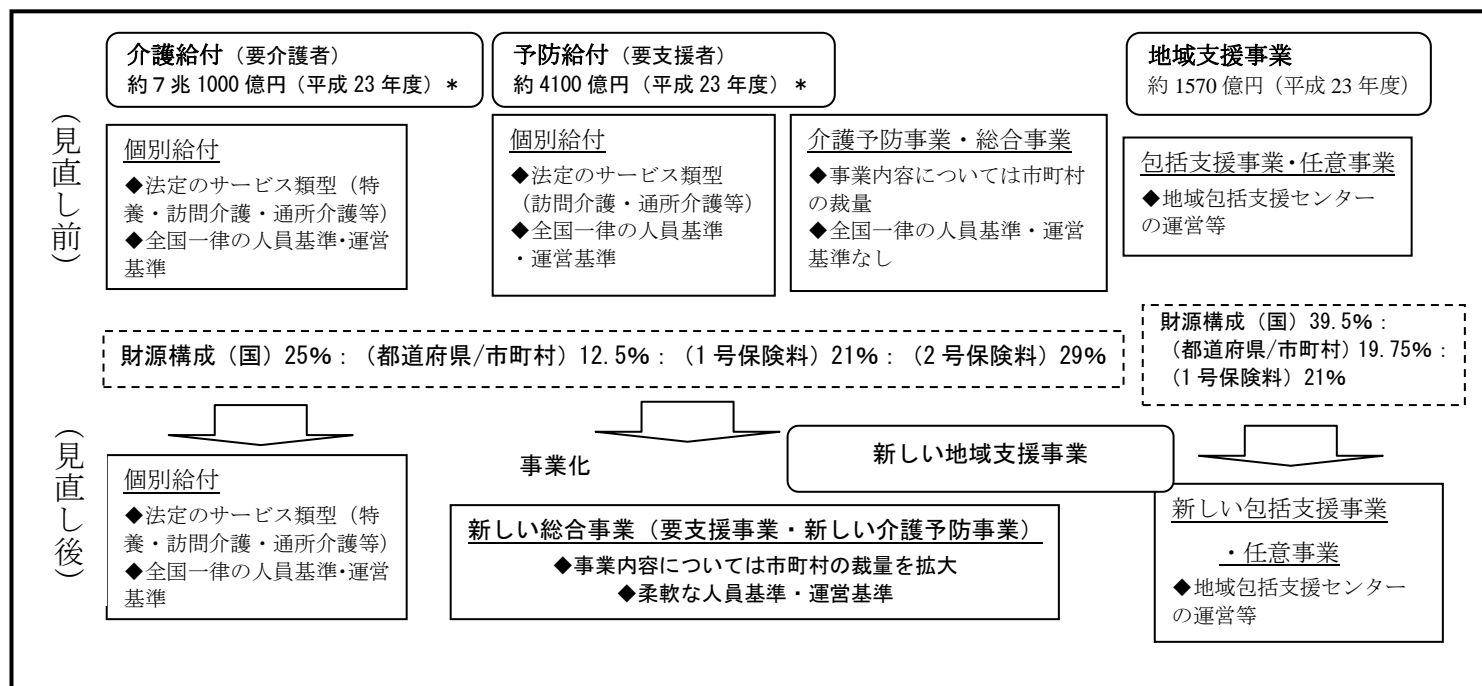 介護給付（要介護者）
約７兆 1000 億円（平成 23 年度）＊
予防給付（要支援者）
約 4100 億円（平成 23 年度）＊
地域支援事業
約 1570 億円（平成 23 年度）
（見直し前）
個別給付
◆法定のサービス類型（特
養・訪問介護・通所介護等）
◆全国一律の人員基準・運営
基準
個別給付
◆法定のサービス類型
（訪問介護・通所介護等）
◆全国一律の人員基準
・運営基準
介護予防事業・総合事業
◆事業内容については市町村
の裁量
◆全国一律の人員基準・運営
基準なし
包括支援事業・任意事業
◆地域包括支援センター
の運営等
財源構成（国）25%：（都道府県/市町村）12.5%：（1 号保険料）21%：（2 号保険料）29%
財源構成（国）39.5%：
（都道府県/市町村）19.75%：
（1 号保険料）21%
（見直し後）
個別給付
◆法定のサービス類型（特
養・訪問介護・通所介護等）
◆全国一律の人員基準・運営
基準
事業化
新しい地域支援事業
新しい総合事業（要支援事業・新しい介護予防事業）
◆事業内容については市町村の裁量を拡大
◆柔軟な人員基準・運営基準
新しい包括支援事業
・任意事業
◆地域包括支援センター
の運営等